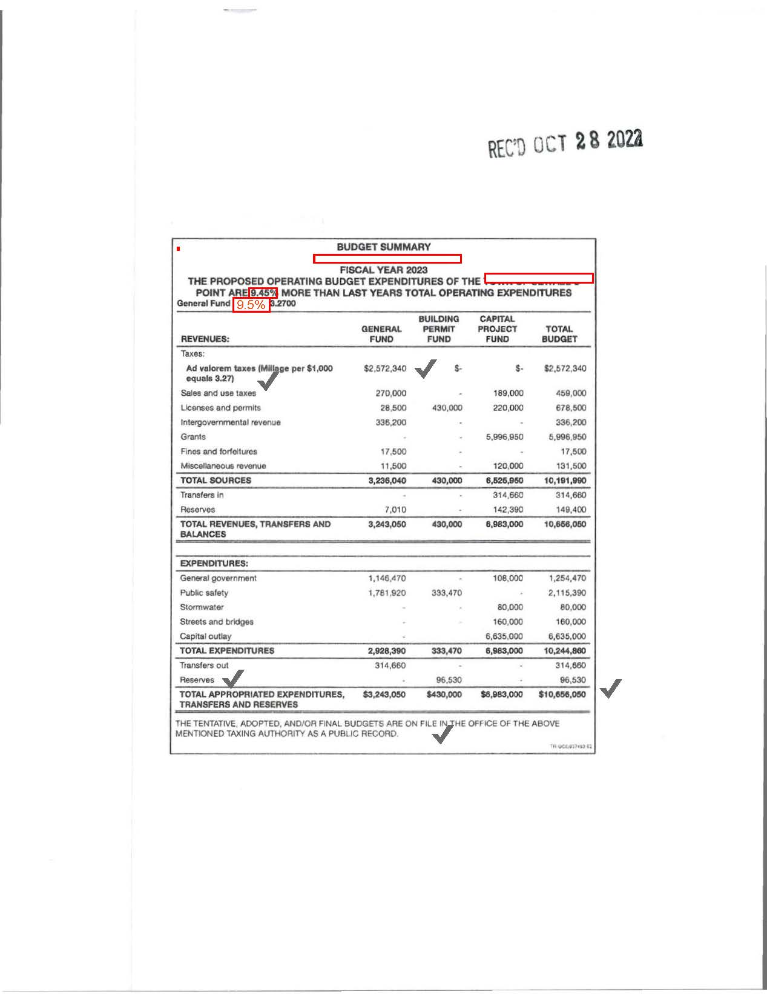 REC'D OCT 28 2022
BUDGET SUMMARY
FISCAL YEAR 2023
THE PROPOSED OPERATING BUDGET EXPENDITURES OF THE
POINT ARE 9.45% MORE THAN LAST YEARS TOTAL OPERATING EXPENDITURES
General Fund 9.5% 3.2700
REVENUES: GENERAL FUND BUILDING PERMIT FUND CAPITAL PROJECT FUND TOTAL BUDGET
Taxes:
Ad valorem taxes (Millage per $1,000 $2,572,340 $- $- $2,572,340
equals 3.27)
Sales and use taxes 270,000 - 189,000 459,000
Licenses and permits 28,500 430,000 220,000 678,500
Intergovernmental revenue 336,200 - - 336,200
Grants - - 5,996,950 5,996,950
Fines and forfeitures 17,500 - - 17,500
Miscellaneous revenue 11,500 - 120,000 131,500
TOTAL SOURCES 3,236,040 430,000 6,525,950 10,191,990
Transfers in - - 314,660 314,660
Reserves 7,010 - 142,390 149,400
TOTAL REVENUES, TRANSFERS AND 3,243,050 430,000 6,983,000 10,656,050
BALANCES
EXPENDITURES:
General government 1,146,470 - 108,000 1,254,470
Public safety 1,781,920 333,470 - 2,115,390
Stormwater - - 80,000 80,000
Streets and bridges - - 160,000 160,000
Capital outlay - 6,635,000 6,635,000
TOTAL EXPENDITURES 2,928,390 333,470 6,983,000 10,244,860
Transfers out 314,660 - - 314,660
Reserves - 96,530 - 96,530
TOTAL APPROPRIATED EXPENDITURES, $3,243,050 $430,000 $6,983,000 $10,656,050
TRANSFERS AND RESERVES
THE TENTATIVE, ADOPTED, AND/OR FINAL BUDGETS ARE ON FILE IN THE OFFICE OF THE ABOVE
MENTIONED TAXING AUTHORITY AS A PUBLIC RECORD.